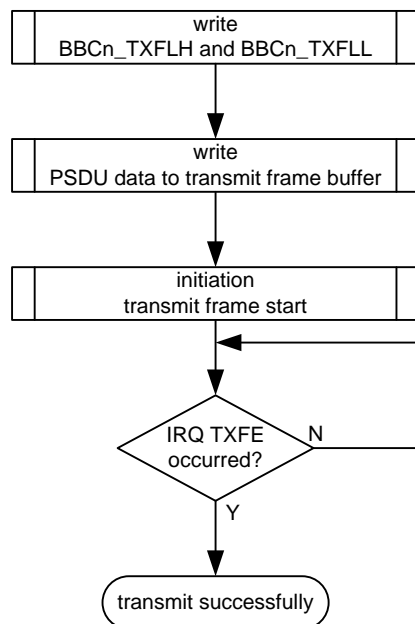 write
BBCn_TXFLH and BBCn_TXFLL
write
PSDU data to transmit frame buffer
initiation
transmit frame start
IRQ TXFE
occurred?
N
Y
transmit successfully